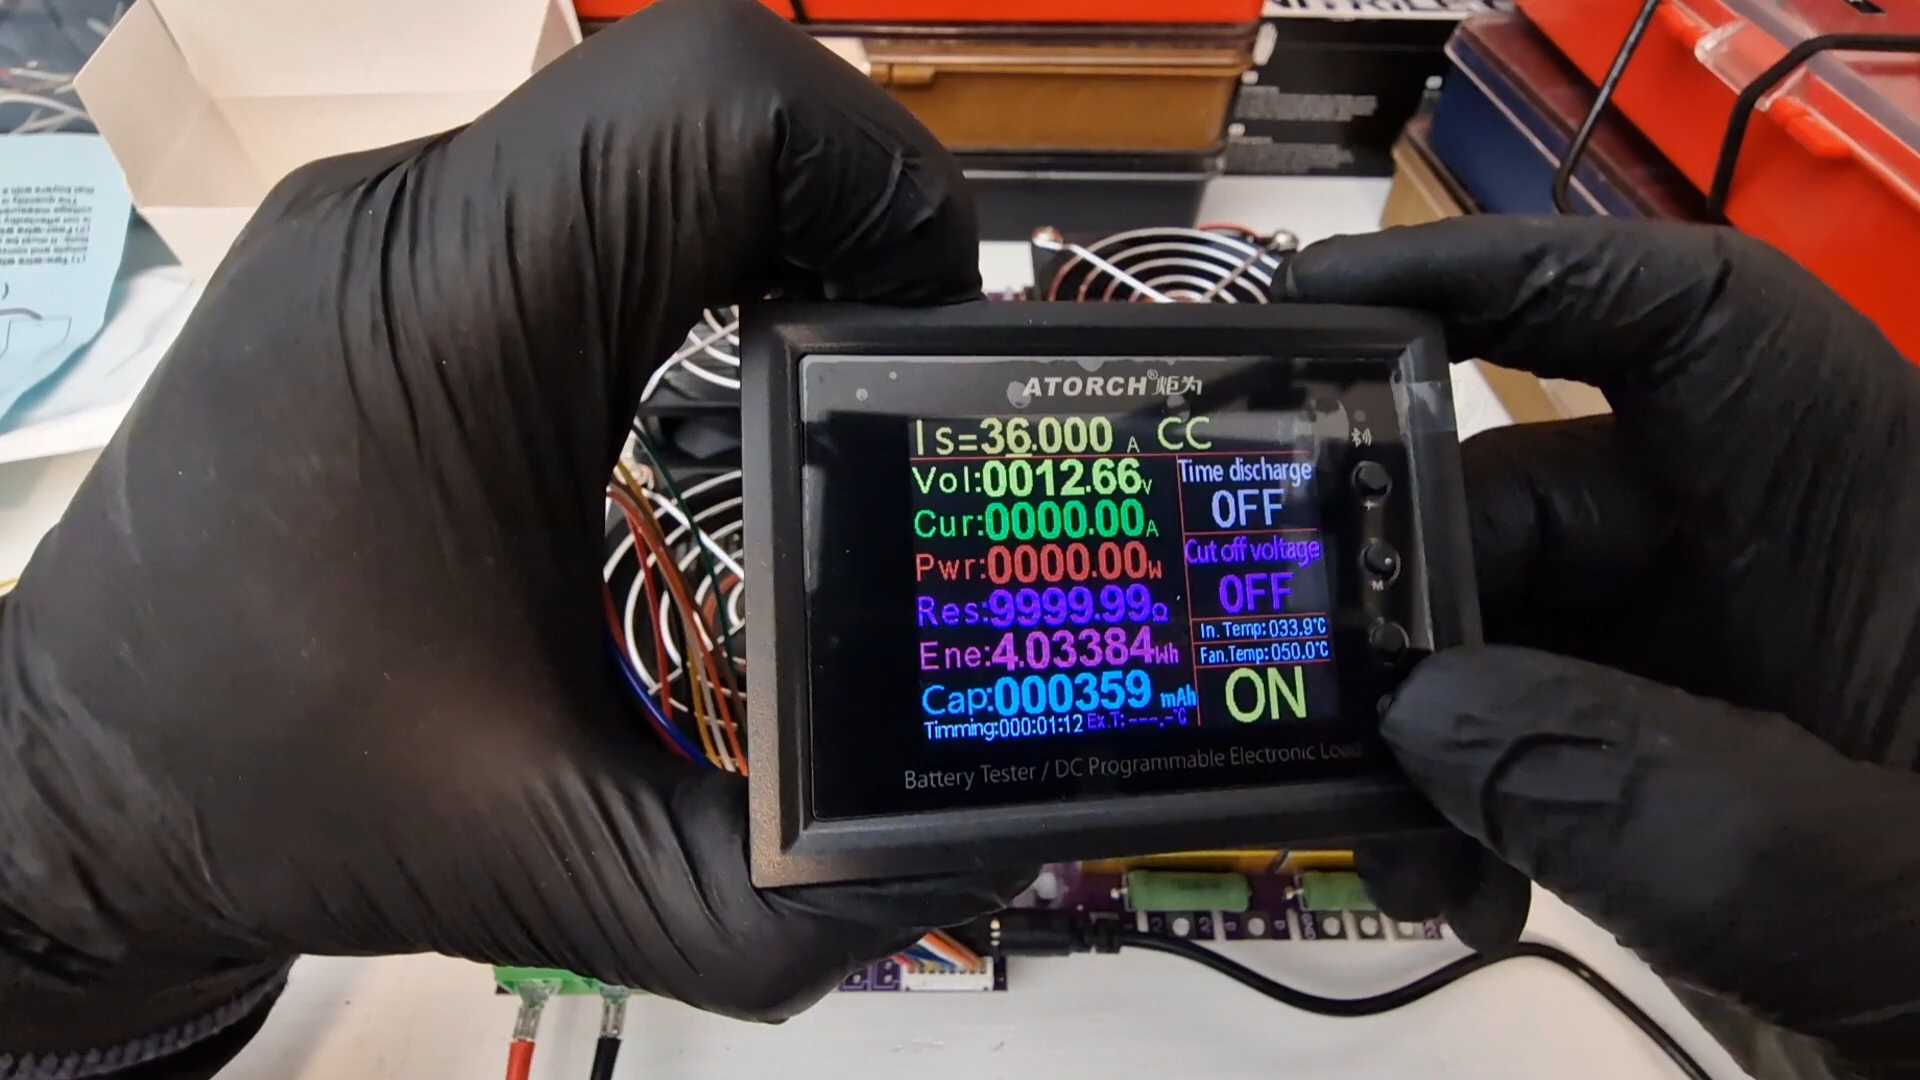 ATORCH®炬为
Is=36.000 A CC
Vol:0012.66V
Cur:0000.00A
Pwr:0000.00W
Res:9999.99Ω
Ene:4.03384Wh
Cap:000359 mAh
Timming:000:01:12 Ex.T:---.-°C
Time discharge
OFF
Cut off voltage
OFF
In. Temp:033.9°C
Fan.Temp:050.0°C
ON
+
M
-
Battery Tester / DC Programmable Electronic Load